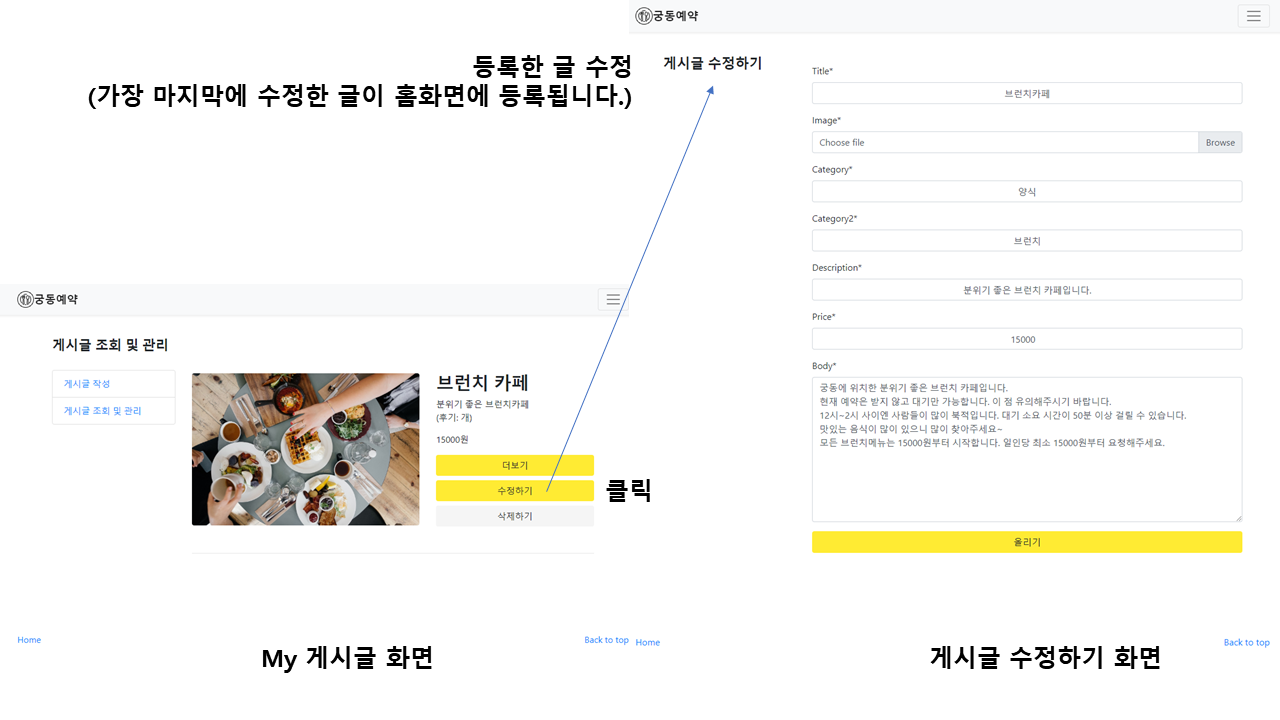 등록한 글 수정
(가장 마지막에 수정한 글이 홈화면에 등록됩니다.)
궁동예약
게시글 조회 및 관리
게시글 작성
게시글 조회 및 관리
브런치 카페
분위기 좋은 브런치카페
(후기: 개)
15000원
더보기
수정하기
삭제하기
클릭
Home
Back to top
My 게시글 화면
궁동예약
게시글 수정하기
Title*
브런치카페
Image*
Choose file
Browse
Category*
양식
Category2*
브런치
Description*
분위기 좋은 브런치 카페입니다.
Price*
15000
Body*
궁동에 위치한 분위기 좋은 브런치 카페입니다.
현재 예약은 받지 않고 대기만 가능합니다. 이 점 유의해주시기 바랍니다.
12시~2시 사이엔 사람들이 많이 북적입니다. 대기 소요 시간이 50분 이상 걸릴 수 있습니다.
맛있는 음식이 많이 있으니 많이 찾아주세요~
모든 브런치메뉴는 15000원부터 시작합니다. 일인당 최소 15000원부터 요청해주세요.
올리기
Home
Back to top
게시글 수정하기 화면